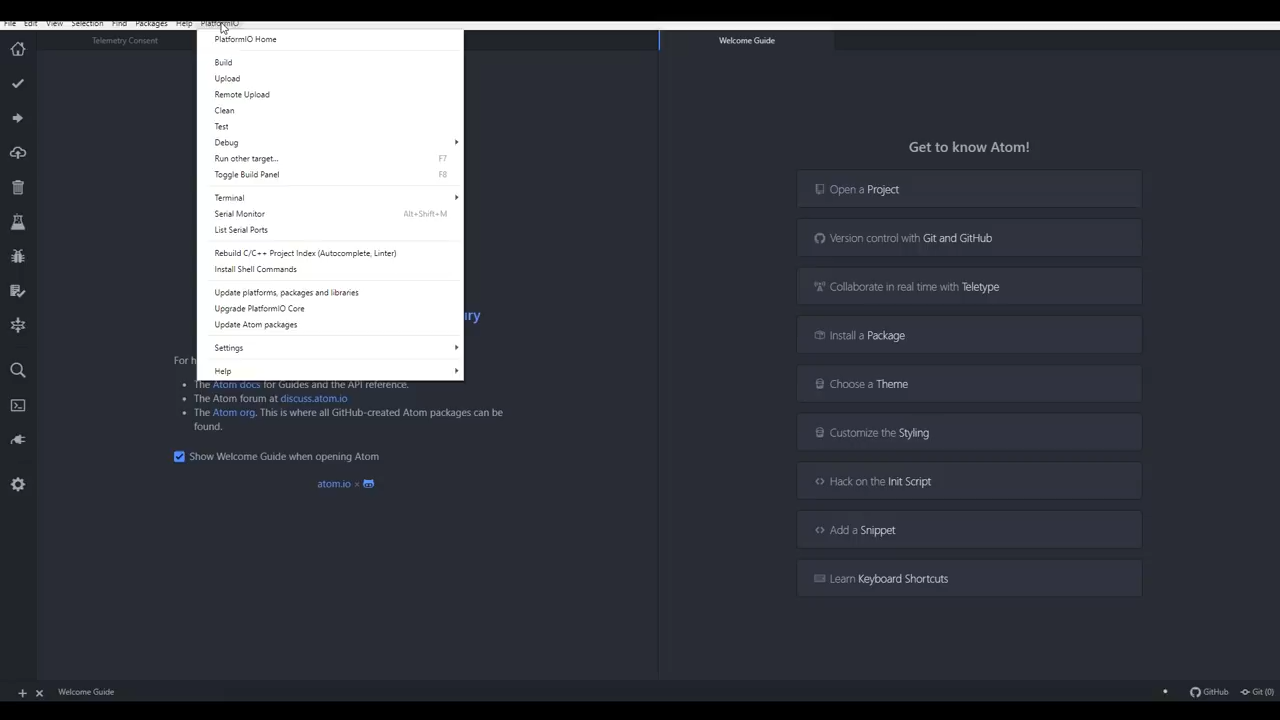 File Edit View Selection Find Packages Help PlatformIO
Telemetry Consent
Welcome Guide
PlatformIO Home
Build
Upload
Remote Upload
Clean
Test
Debug
Run other target... F7
Toggle Build Panel F8
Terminal
Serial Monitor Alt+Shift+M
List Serial Ports
Rebuild C/C++ Project Index (Autocomplete, Linter)
Install Shell Commands
Update platforms, packages and libraries
Upgrade PlatformIO Core
Update Atom packages
Settings
Help
For h
• The Atom docs for Guides and the API reference.
• The Atom forum at discuss.atom.io
• The Atom org. This is where all GitHub-created Atom packages can be
found.
Show Welcome Guide when opening Atom
atom.io ×
Get to know Atom!
Open a Project
Version control with Git and GitHub
Collaborate in real time with Teletype
Install a Package
Choose a Theme
Customize the Styling
Hack on the Init Script
Add a Snippet
Learn Keyboard Shortcuts
Welcome Guide
GitHub
Git (0)